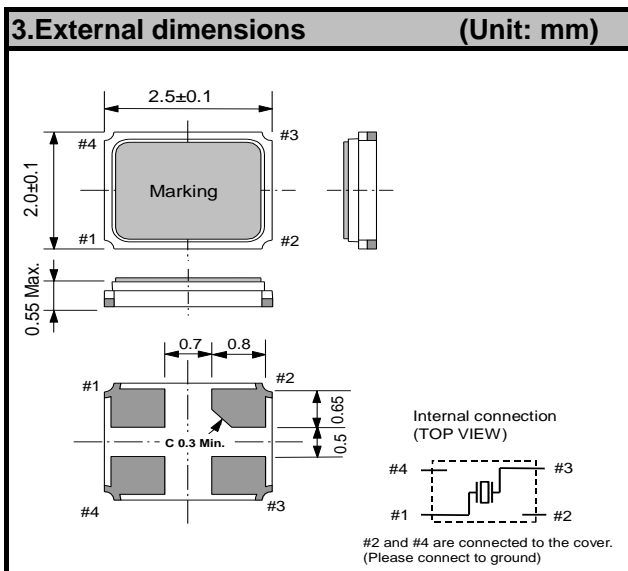 3.External dimensions (Unit: mm)
2.5±0.1
#4 #3
2.0±0.1
Marking
#1 #2
0.55 Max.
0.7 0.8
#1 #2
0.65
C 0.3 Min.
0.5
#4 #3
Internal connection
(TOP VIEW)
#4 #3
#1 #2
#2 and #4 are connected to the cover.
(Please connect to ground)